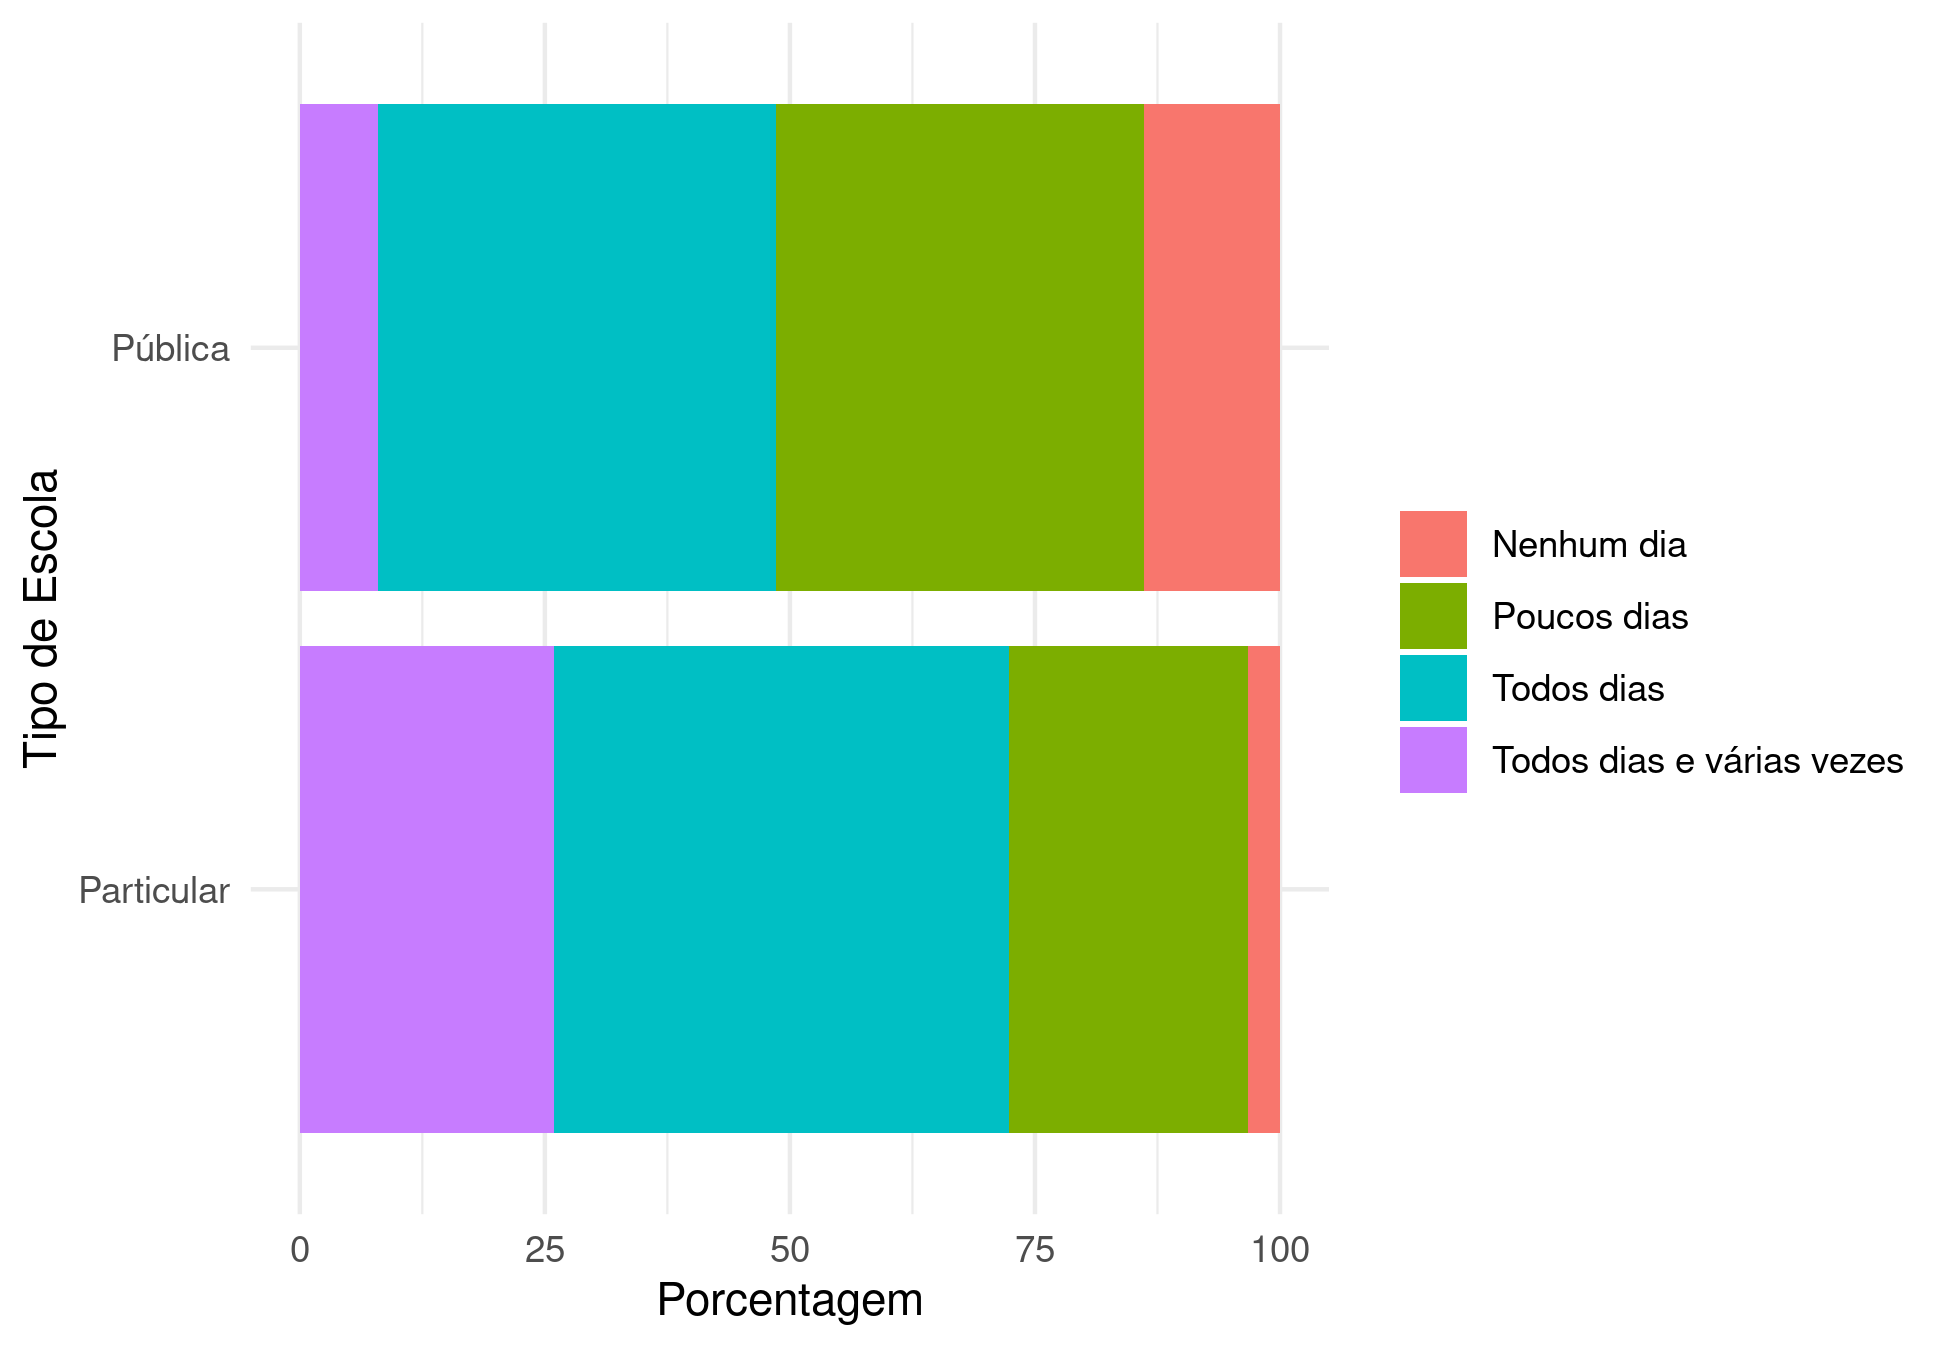 Tipo de Escola
Pública
Particular
0 25 50 75 100
Porcentagem
Nenhum dia
Poucos dias
Todos dias
Todos dias e várias vezes